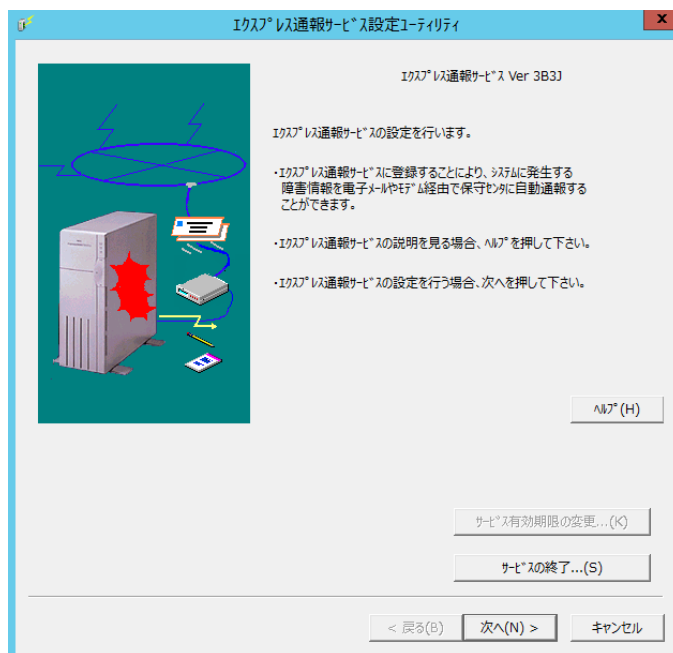 ｴｸｽﾌﾟﾚｽ通報ｻｰﾋﾞｽ設定ﾕｰﾃｨﾘﾃｨ
x
ｴｸｽﾌﾟﾚｽ通報ｻｰﾋﾞｽ Ver 3B3J
ｴｸｽﾌﾟﾚｽ通報ｻｰﾋﾞｽの設定を行います。
・ｴｸｽﾌﾟﾚｽ通報ｻｰﾋﾞｽに登録することにより、ｼｽﾃﾑに発生する
障害情報を電子ﾒｰﾙやﾓﾃﾞﾑ経由で保守ｾﾝﾀに自動通報する
ことができます。
・ｴｸｽﾌﾟﾚｽ通報ｻｰﾋﾞｽの説明を見る場合、ﾍﾙﾌﾟを押して下さい。
・ｴｸｽﾌﾟﾚｽ通報ｻｰﾋﾞｽの設定を行う場合、次へを押して下さい。
ﾍﾙﾌﾟ(H)
ｻｰﾋﾞｽ有効期限の変更...(K)
ｻｰﾋﾞｽの終了...(S)
< 戻る(B)
次へ(N) >
ｷｬﾝｾﾙ